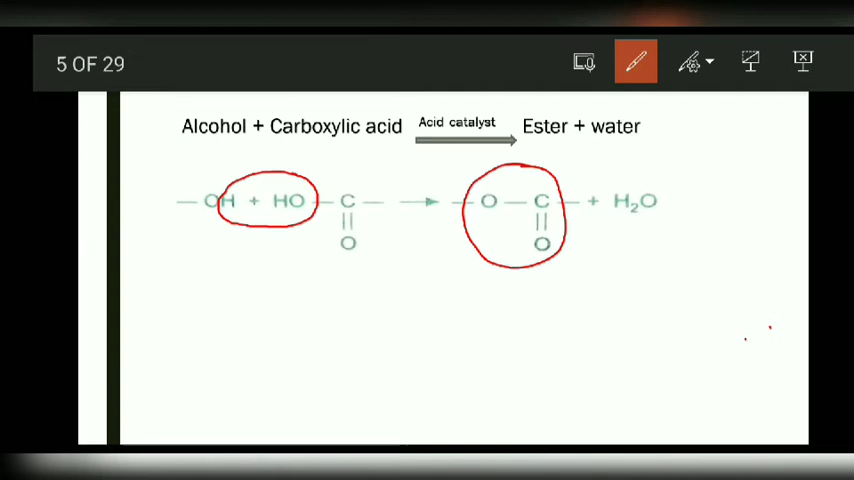 5 OF 29
Alcohol + Carboxylic acid Acid catalyst Ester + water
— OH + HO — C — → — O — C — + H₂O
|| ||
O O